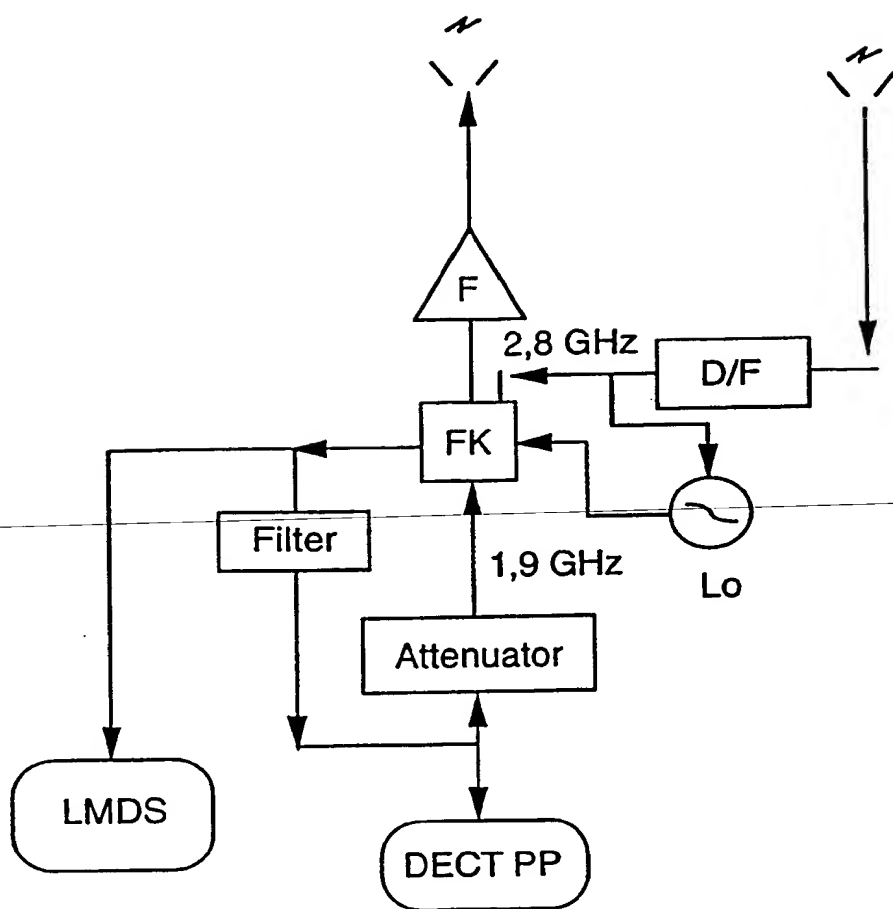 F
2,8 GHz
D/F
FK
Filter
1,9 GHz
Lo
Attenuator
LMDS
DECT PP